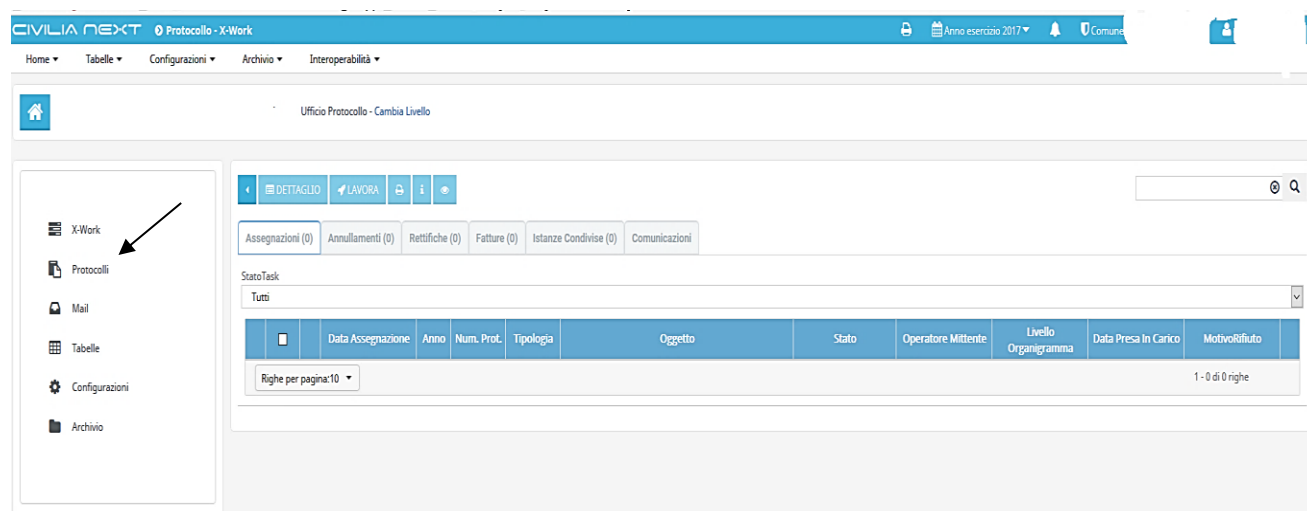 CIVILIA NEXT Protocollo - X-Work Anno esercizio 2017 Comune
Home Tabelle Configurazioni Archivio Interoperabilità
Ufficio Protocollo - Cambia Livello
DETTAGLIO LAVORA
X-Work
Protocolli
Mail
Tabelle
Configurazioni
Archivio
Assegnazioni (0) Annullamenti (0) Rettifiche (0) Fatture (0) Istanze Condivise (0) Comunicazioni
StatoTask
Tutti
Data Assegnazione Anno Num. Prot. Tipologia Oggetto Stato Operatore Mittente Livello Organigramma Data Presa In Carico MotivoRifiuto
Righe per pagina:10 1 - 0 di 0 righe